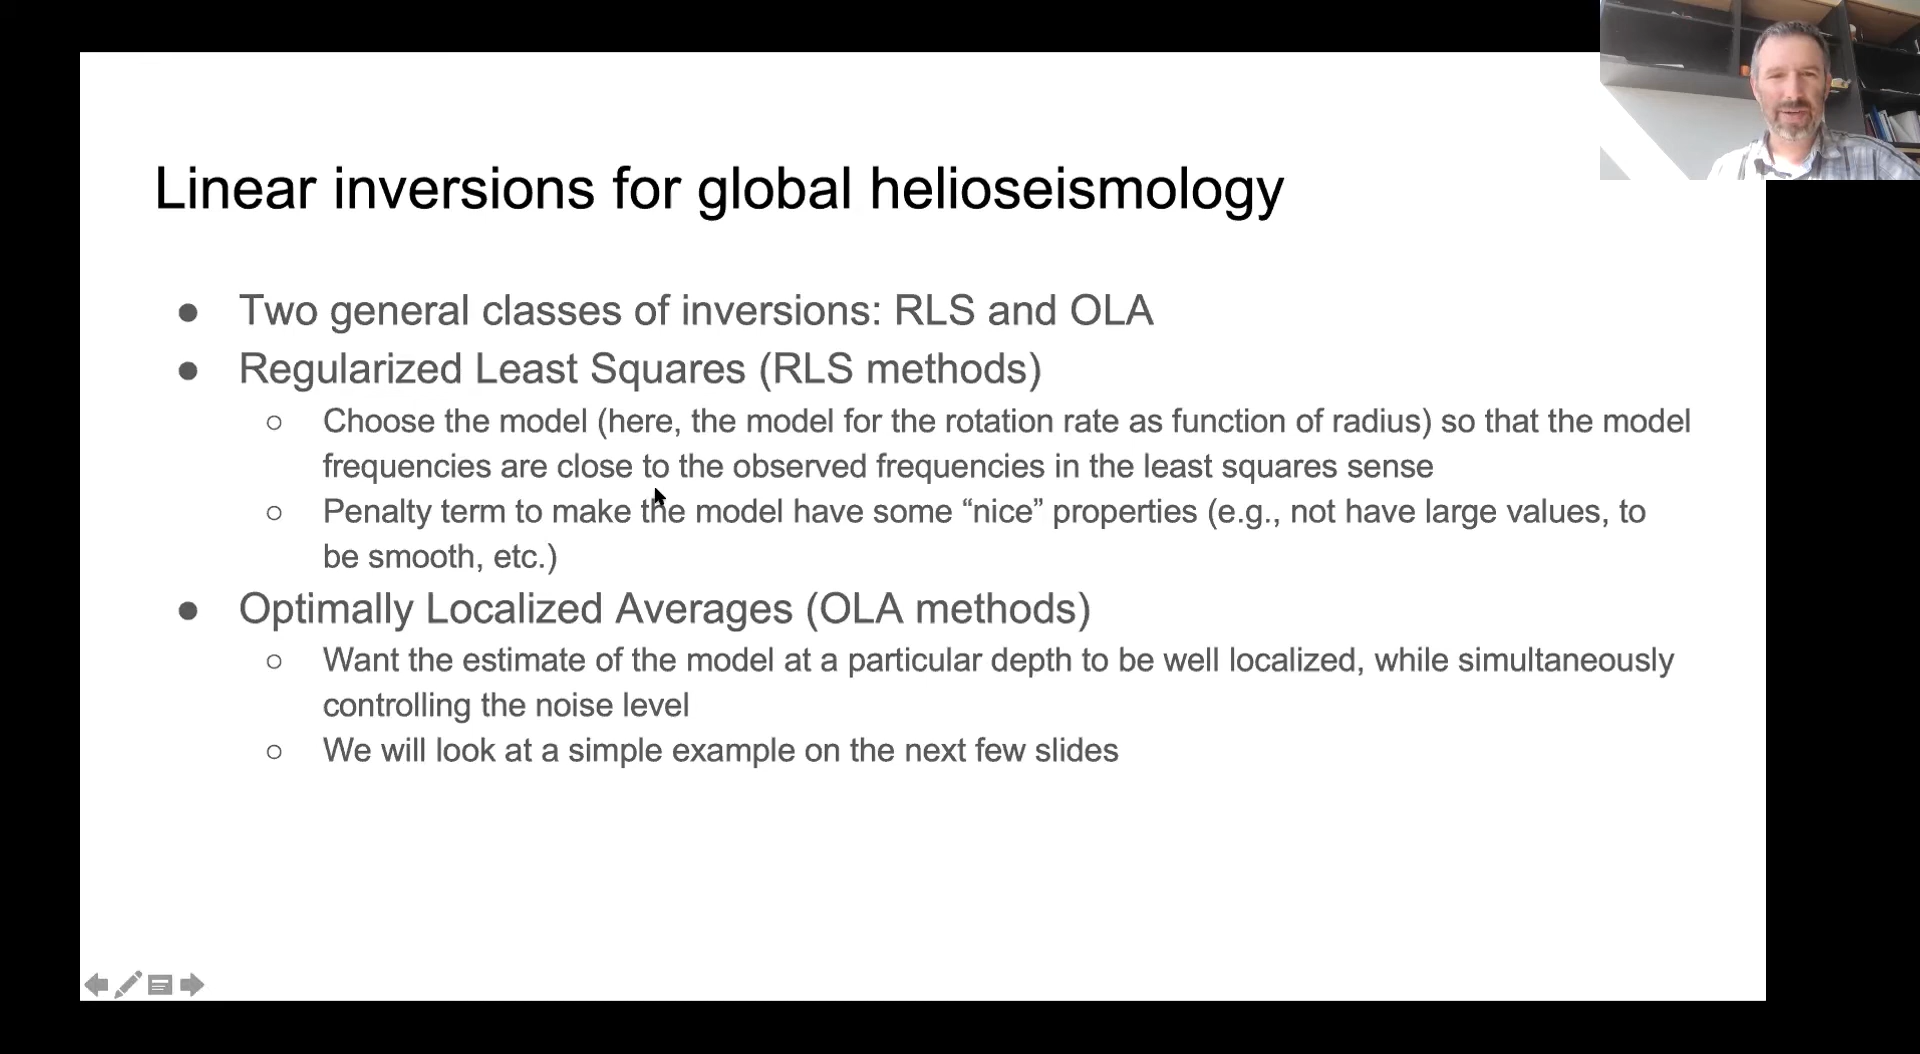 Linear inversions for global helioseismology
● Two general classes of inversions: RLS and OLA
● Regularized Least Squares (RLS methods)
○ Choose the model (here, the model for the rotation rate as function of radius) so that the model
frequencies are close to the observed frequencies in the least squares sense
○ Penalty term to make the model have some “nice” properties (e.g., not have large values, to
be smooth, etc.)
● Optimally Localized Averages (OLA methods)
○ Want the estimate of the model at a particular depth to be well localized, while simultaneously
controlling the noise level
○ We will look at a simple example on the next few slides